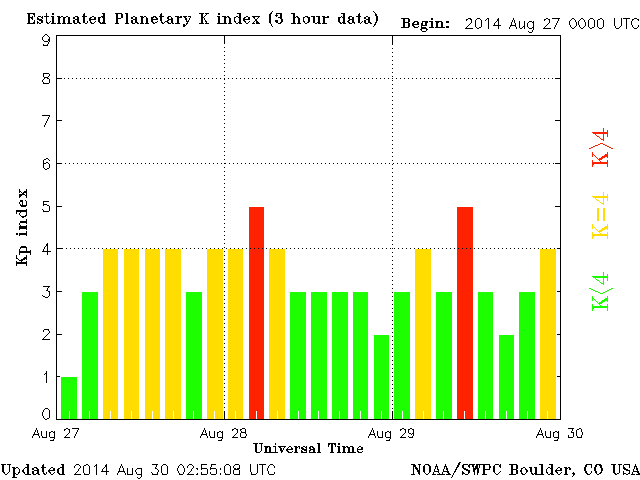 Estimated Planetary K index (3 hour data) Begin: 2014 Aug 27 0000 UTC
9
8
7
6
5
4
3
2
1
0
Kp index
K>4
K=4
K<4
Aug 27 Aug 28 Aug 29 Aug 30
Universal Time
Updated 2014 Aug 30 02:55:08 UTC NOAA/SWPC Boulder, CO USA